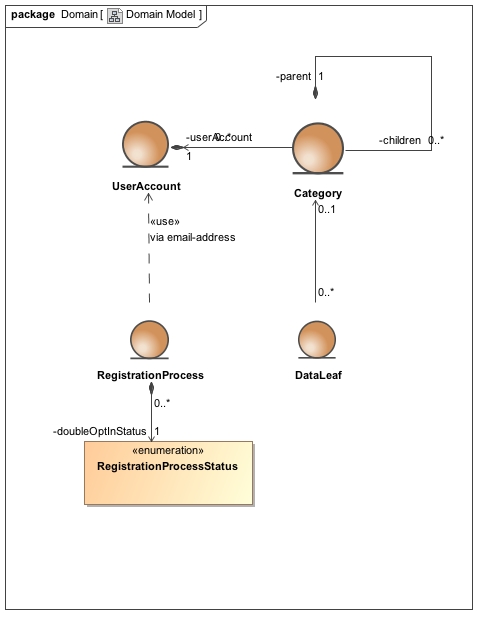 package Domain [ Domain Model ]
-parent 1
-userAccount 0..*
1
-children 0..*
UserAccount
Category
0..1
«use»
via email-address
0..*
RegistrationProcess
DataLeaf
0..*
-doubleOptInStatus 1
«enumeration»
RegistrationProcessStatus